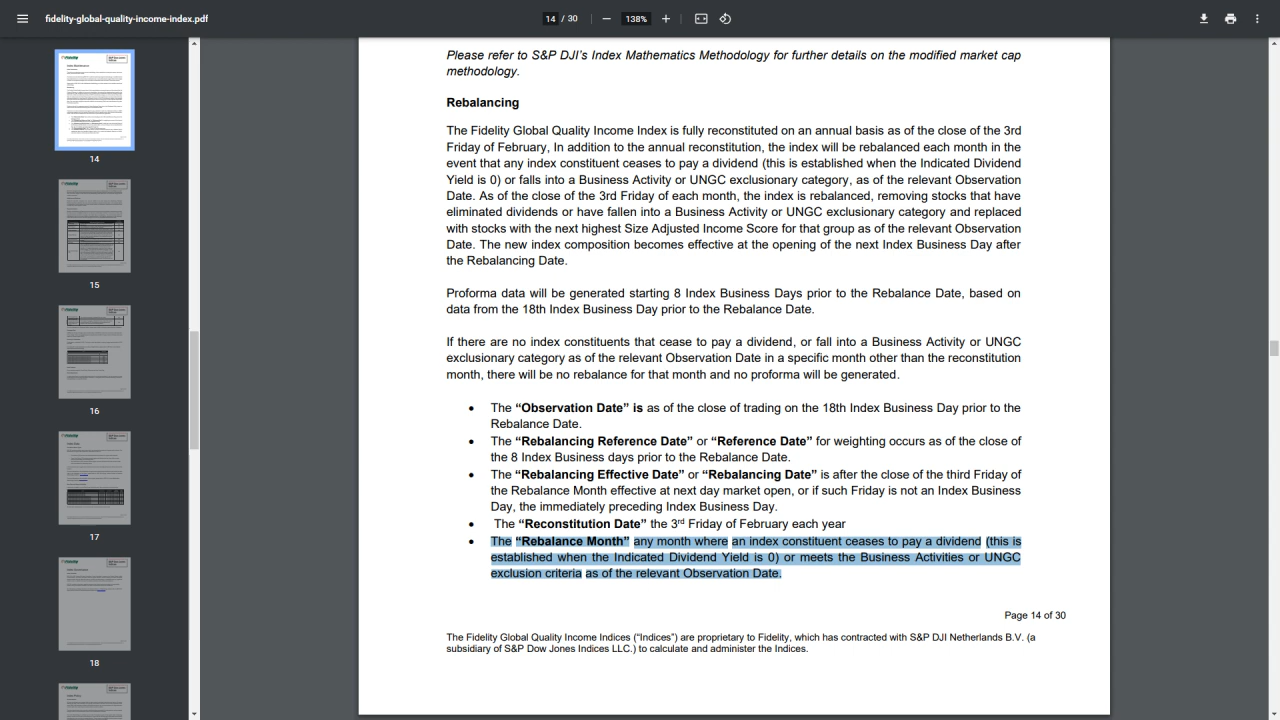 fidelity-global-quality-income-index.pdf
14 / 30
138%
14
15
16
17
18
Please refer to S&P DJI's Index Mathematics Methodology for further details on the modified market cap
methodology.
Rebalancing
The Fidelity Global Quality Income Index is fully reconstituted on an annual basis as of the close of the 3rd
Friday of February, In addition to the annual reconstitution, the index will be rebalanced each month in the
event that any index constituent ceases to pay a dividend (this is established when the Indicated Dividend
Yield is 0) or falls into a Business Activity or UNGC exclusionary category, as of the relevant Observation
Date. As of the close of the 3rd Friday of each month, the index is rebalanced, removing stocks that have
eliminated dividends or have fallen into a Business Activity or UNGC exclusionary category and replaced
with stocks with the next highest Size Adjusted Income Score for that group as of the relevant Observation
Date. The new index composition becomes effective at the opening of the next Index Business Day after
the Rebalancing Date.
Proforma data will be generated starting 8 Index Business Days prior to the Rebalance Date, based on
data from the 18th Index Business Day prior to the Rebalance Date.
If there are no index constituents that cease to pay a dividend, or fall into a Business Activity or UNGC
exclusionary category as of the relevant Observation Date in a specific month other than the reconstitution
month, there will be no rebalance for that month and no proforma will be generated.
• The “Observation Date” is as of the close of trading on the 18th Index Business Day prior to the
Rebalance Date.
• The “Rebalancing Reference Date” or “Reference Date” for weighting occurs as of the close of
the 8 Index Business days prior to the Rebalance Date.
• The “Rebalancing Effective Date” or “Rebalancing Date” is after the close of the third Friday of
the Rebalance Month effective at next day market open, or if such Friday is not an Index Business
Day, the immediately preceding Index Business Day.
• The “Reconstitution Date” the 3rd Friday of February each year
• The “Rebalance Month” any month where an index constituent ceases to pay a dividend (this is
established when the Indicated Dividend Yield is 0) or meets the Business Activities or UNGC
exclusion criteria as of the relevant Observation Date.
Page 14 of 30
The Fidelity Global Quality Income Indices (“Indices”) are proprietary to Fidelity, which has contracted with S&P DJI Netherlands B.V. (a
subsidiary of S&P Dow Jones Indices LLC.) to calculate and administer the Indices.